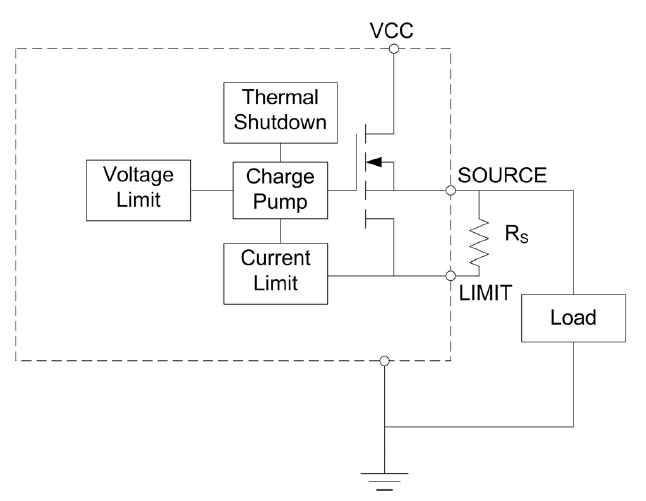 VCC
Thermal
Shutdown
Voltage
Limit
Charge
Pump
SOURCE
RS
Current
Limit
LIMIT
Load